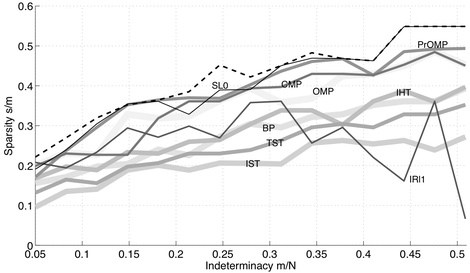 0.6
PrOMP
0.5
SL0
CMP
OMP
IHT
0.4
Sparsity s/m
0.3
BP
TST
0.2
IST
IRl1
0.1
0
0.05 0.1 0.15 0.2 0.25 0.3 0.35 0.4 0.45 0.5
Indeterminacy m/N